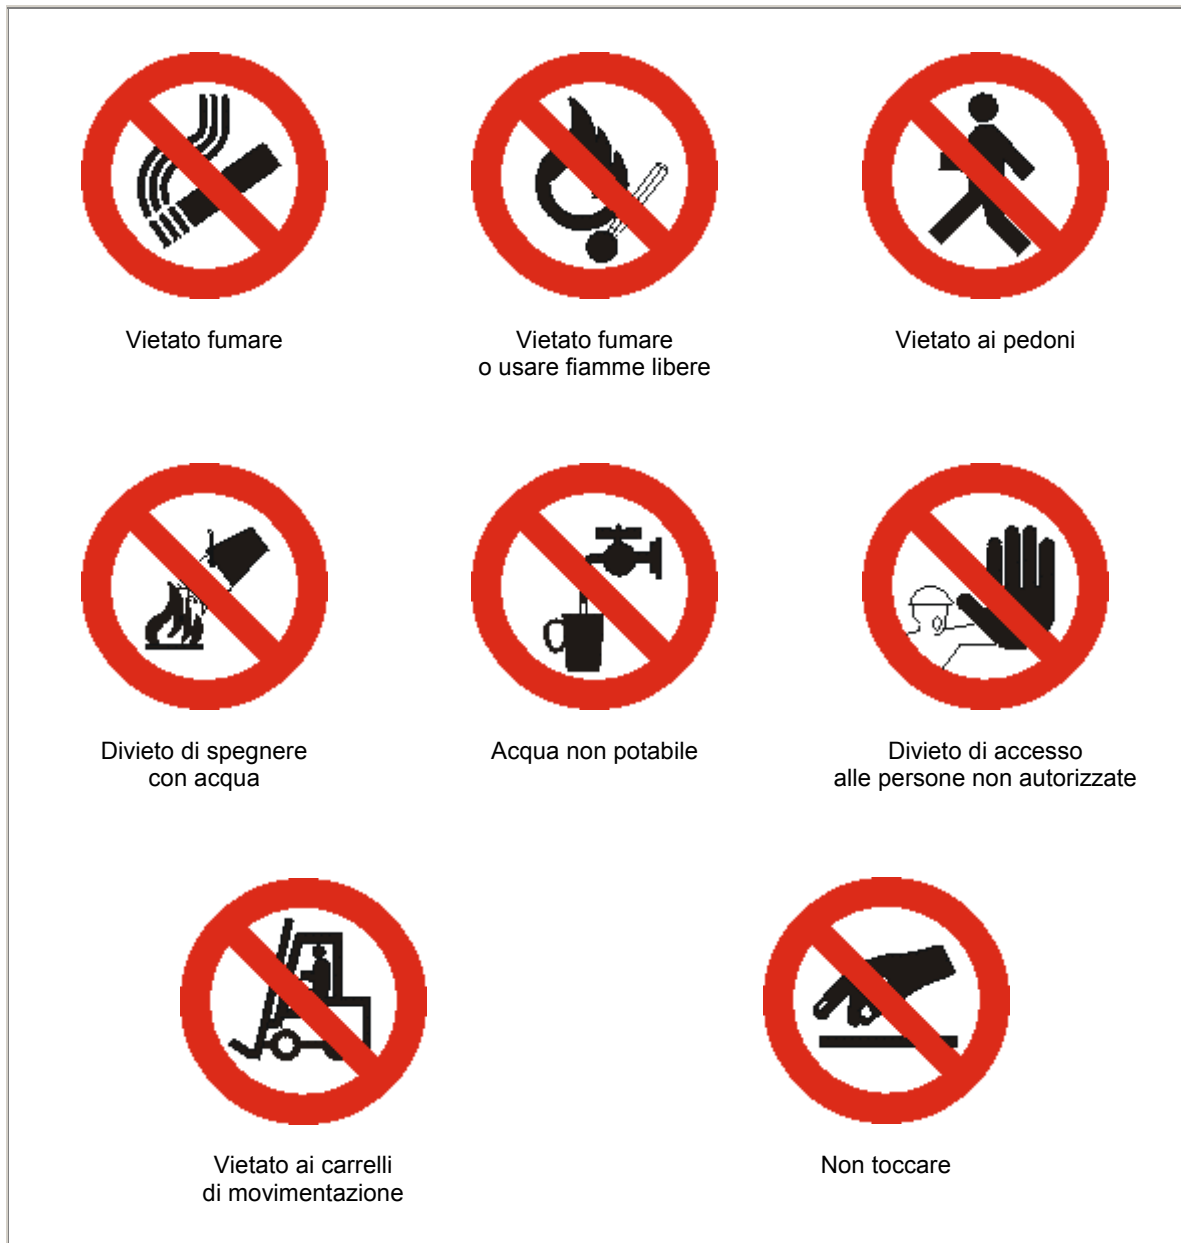 Vietato fumare
Vietato fumare
o usare fiamme libere
Vietato ai pedoni
Divieto di spegnere
con acqua
Acqua non potabile
Divieto di accesso
alle persone non autorizzate
Vietato ai carrelli
di movimentazione
Non toccare